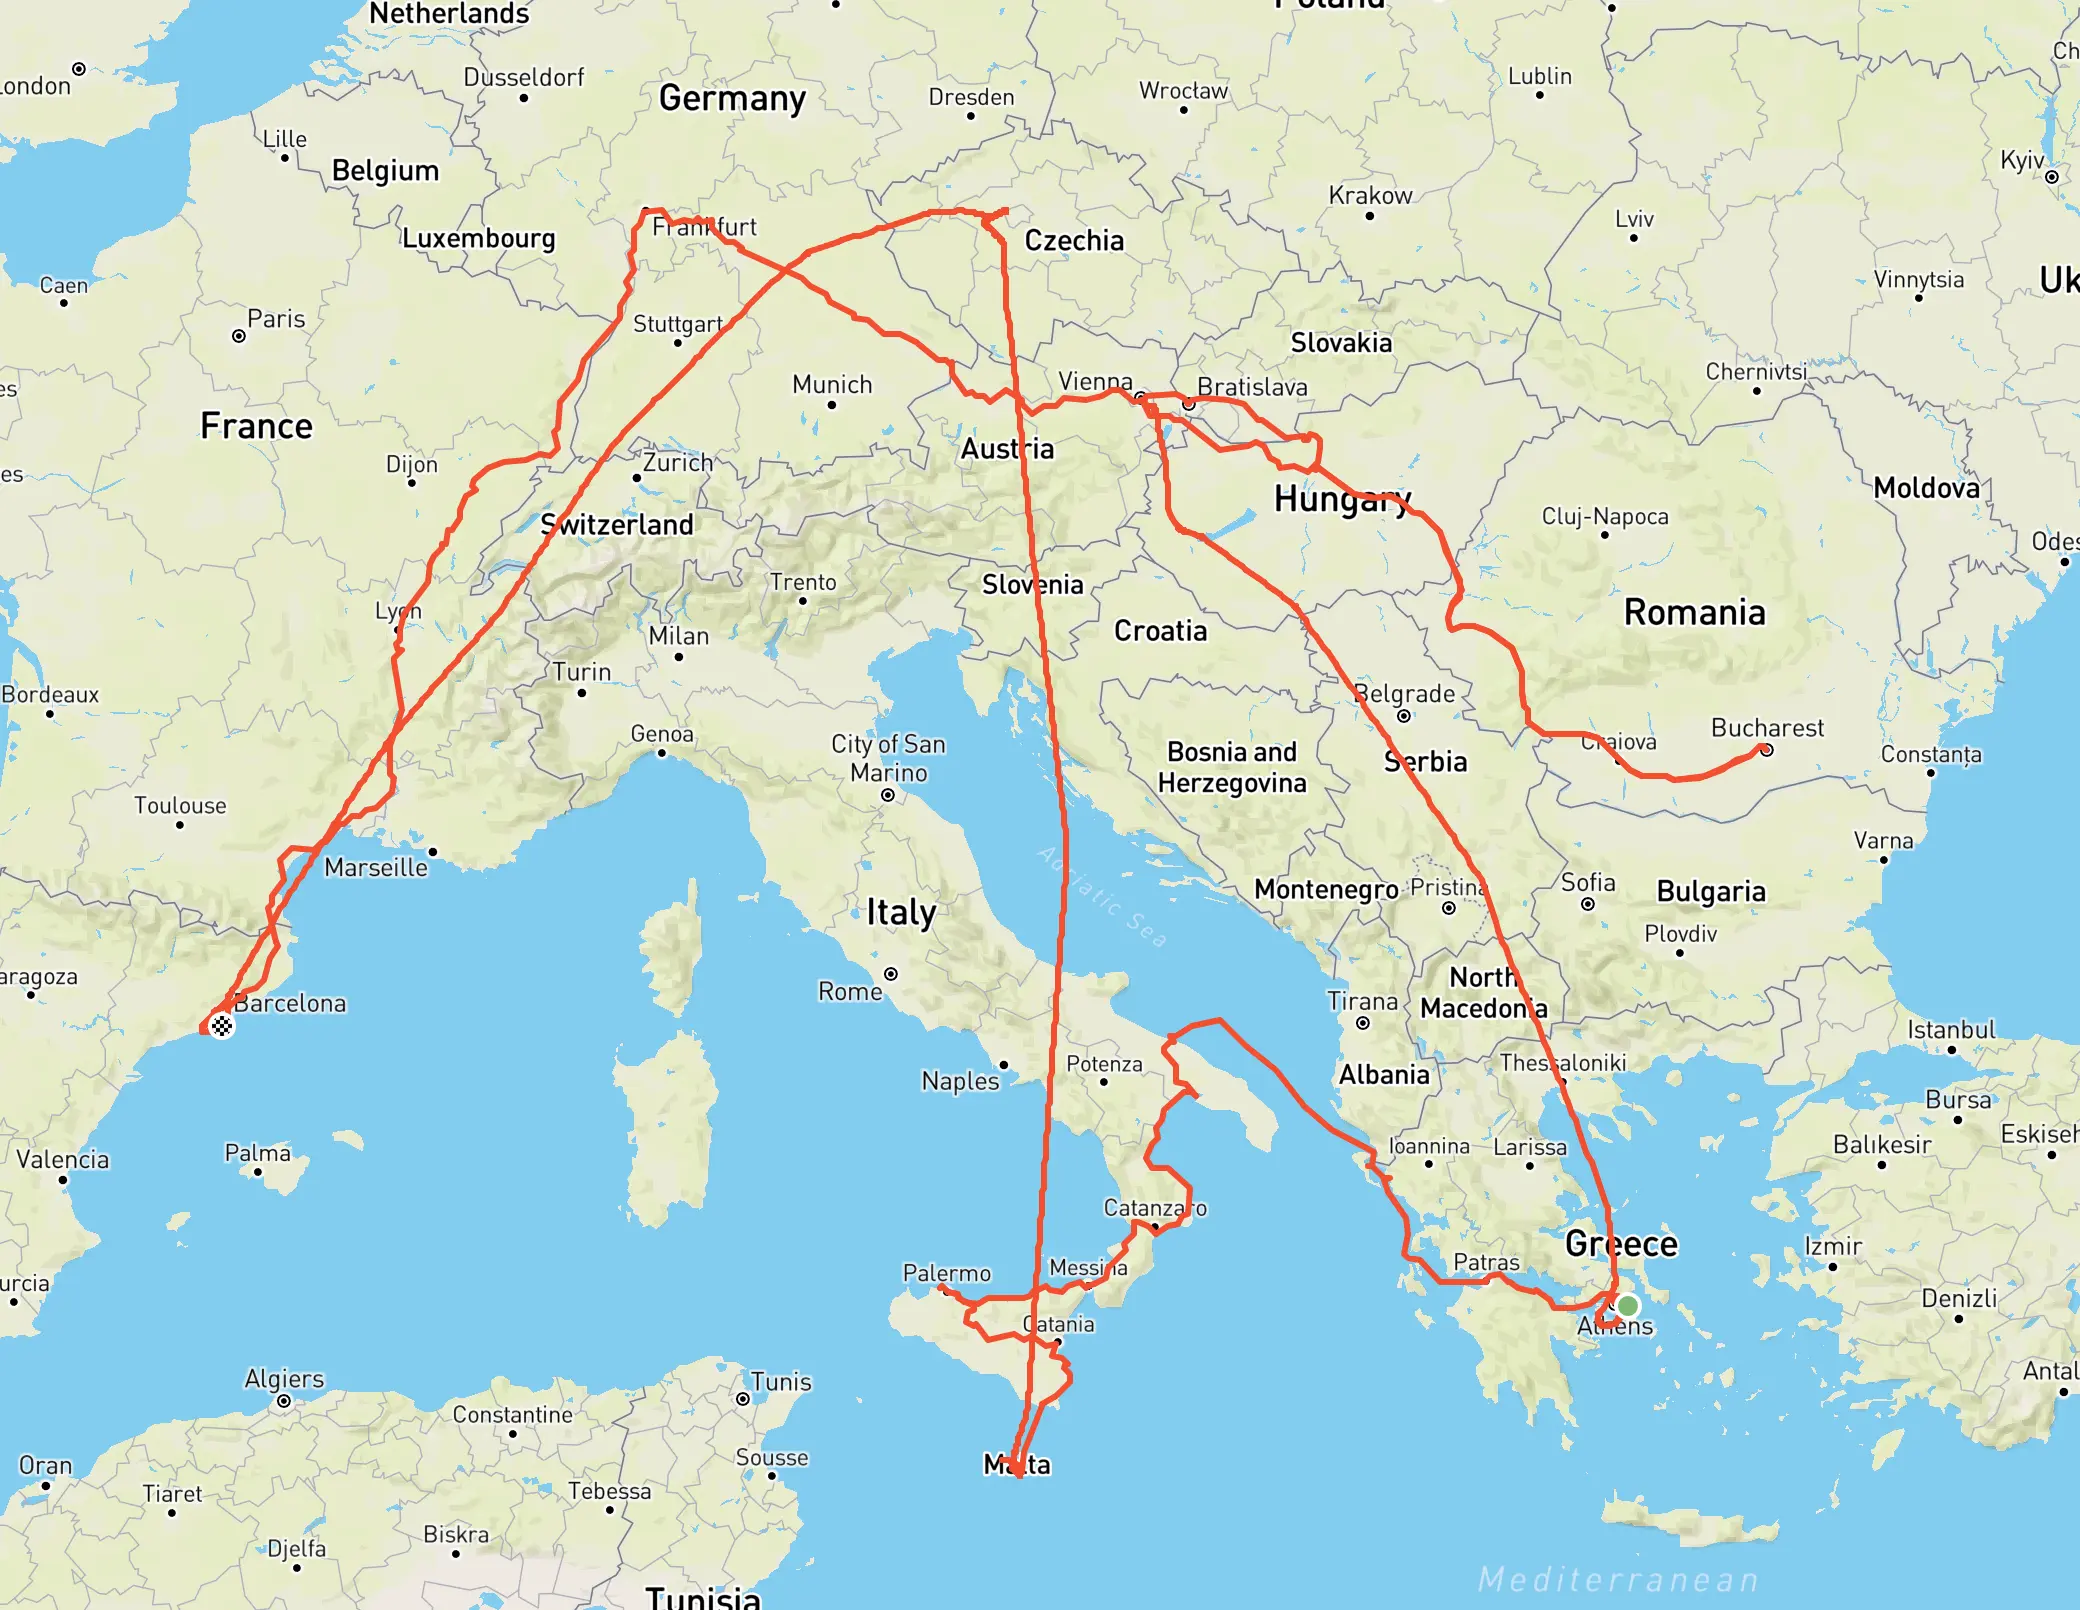 Netherlands
Poland
London
Dusseldorf
Germany
Dresden
Wrocław
Lublin
Lille
Belgium
Kyiv
Krakow
Lviv
Luxembourg
Frankfurt
Czechia
Caen
Paris
Vinnytsia
Uk
Stuttgart
Slovakia
Chernivtsi
es
Munich
Vienna
Bratislava
France
Austria
Dijon
Zurich
es
Hungary
Moldova
Switzerland
Cluj-Napoca
Odes
Trento
Slovenia
Lyon
Romania
Milan
Croatia
Turin
Bordeaux
Belgrade
Genoa
City of San
Marino
Bosnia and
Herzegovina
Serbia
Craiova
Bucharest
Constanța
Toulouse
Marseille
Varna
Adriatic Sea
Montenegro
Pristina
Sofia
Bulgaria
Italy
Plovdiv
aragoza
Rome
Barcelona
North
Macedonia
Tirana
Istanbul
Naples
Potenza
Albania
Thessaloniki
Bursa
Valencia
Palma
Ioannina
Larissa
Balıkesir
Eskiseh
Catanzaro
Greece
Izmir
urcia
Palermo
Messina
Patras
Denizli
Catania
Athens
Algiers
Tunis
Antal
Constantine
Malta
Oran
Sousse
Tiaret
Tebessa
Biskra
Djelfa
Mediterranean
Tunisia